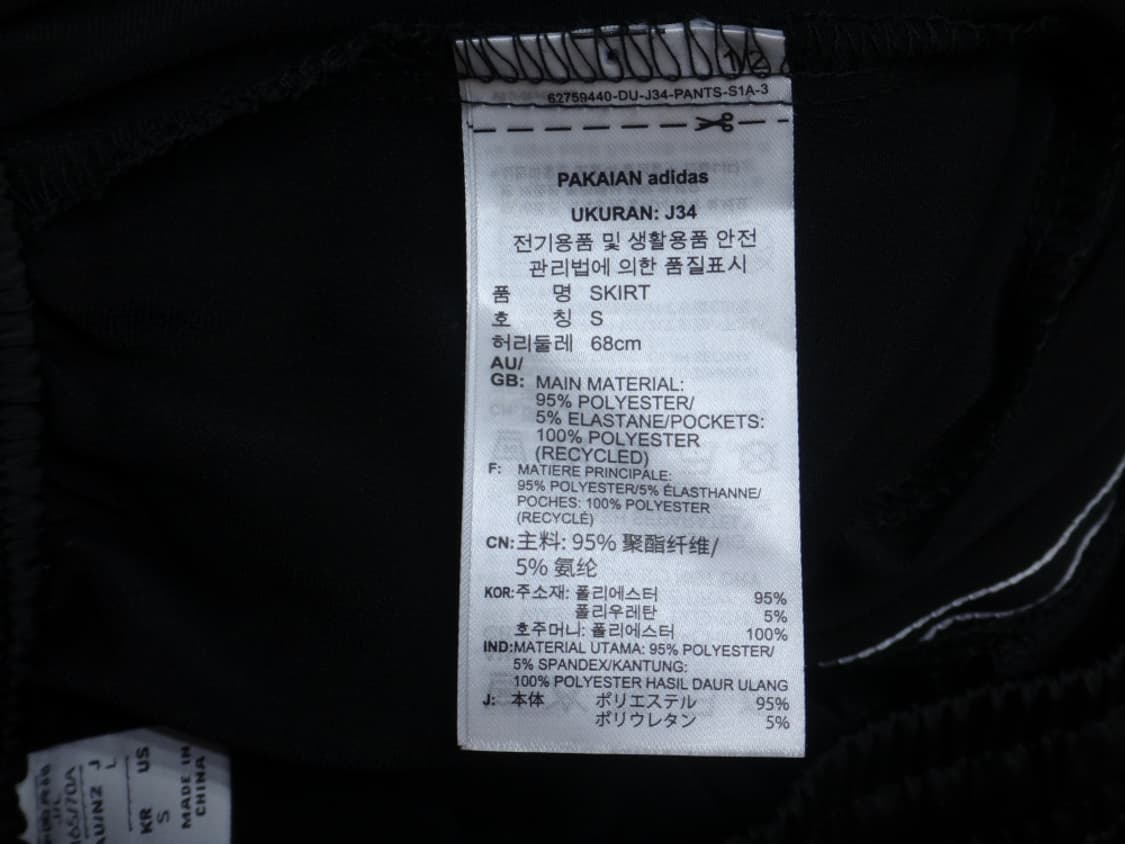 1/2
62759440-DU-J34-PANTS-S1A-3
PAKAIAN adidas
UKURAN: J34
전기용품 및 생활용품 안전
관리법에 의한 품질표시
품 명 SKIRT
호 칭 S
허리둘레 68cm
AU/
GB: MAIN MATERIAL:
95% POLYESTER/
5% ELASTANE/POCKETS:
100% POLYESTER
(RECYCLED)
F: MATIERE PRINCIPALE:
95% POLYESTER/5% ÉLASTHANNE/
POCHES: 100% POLYESTER
(RECYCLÉ)
CN:主料: 95% 聚酯纤维/
5% 氨纶
KOR:주소재: 폴리에스터 95%
폴리우레탄 5%
호주머니: 폴리에스터 100%
IND:MATERIAL UTAMA: 95% POLYESTER/
5% SPANDEX/KANTUNG:
100% POLYESTER HASIL DAUR ULANG
J: 本体 ポリエステル 95%
ポリウレタン 5%
J/L
165/70A
AU/NZ J
L
KR US
S
MADE IN
CHINA